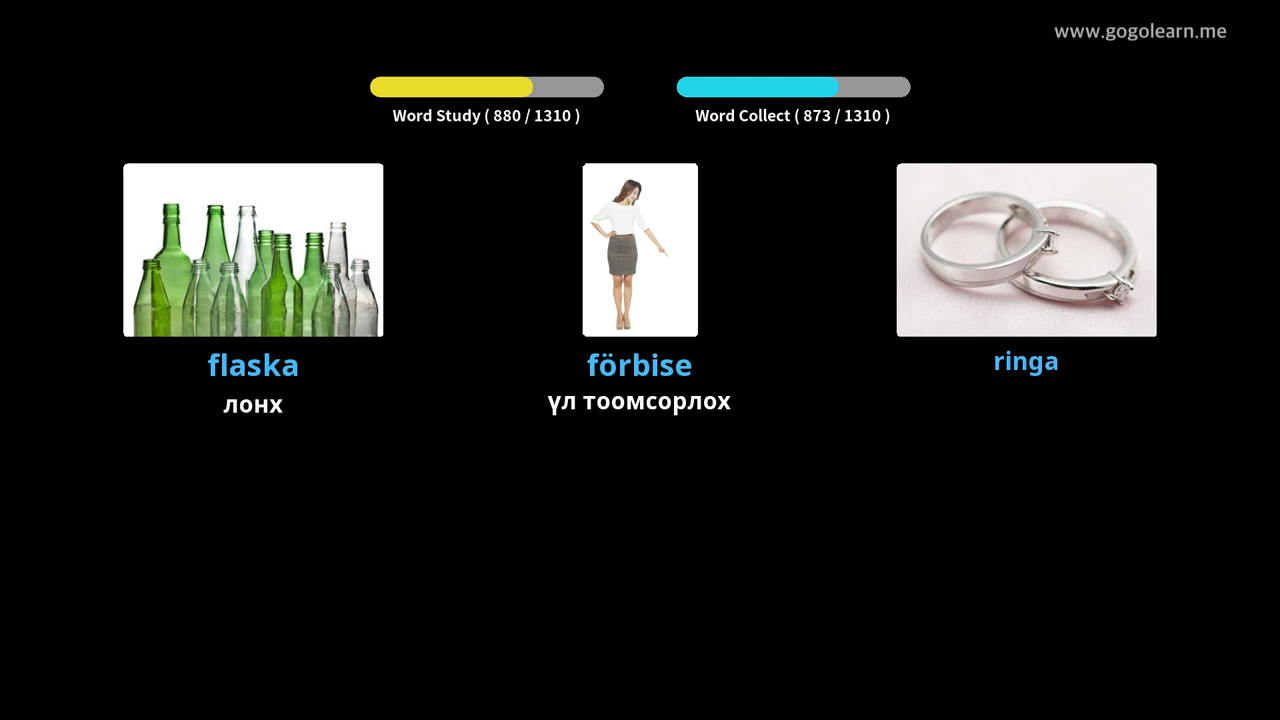 www.gogolearn.me
Word Study ( 880 / 1310 )
Word Collect ( 873 / 1310 )
flaska
förbise
ringa
лонх
үл тоомсорлох